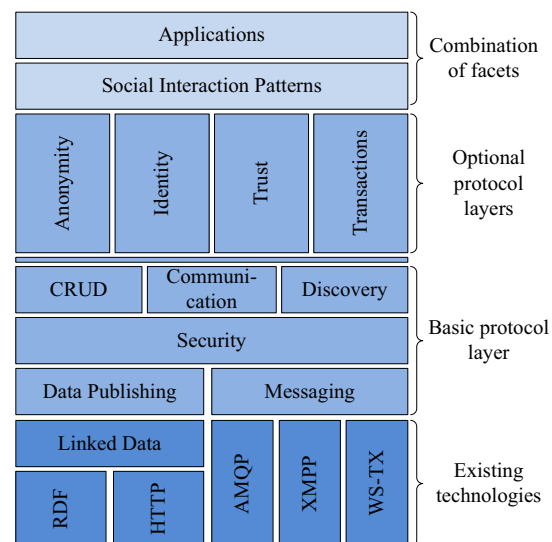 Applications
Social Interaction Patterns
Combination
of facets
Anonymity
Identity
Trust
Transactions
Optional
protocol
layers
CRUD
Communi-
cation
Discovery
Security
Data Publishing
Messaging
Basic protocol
layer
Linked Data
RDF
HTTP
AMQP
XMPP
WS-TX
Existing
technologies